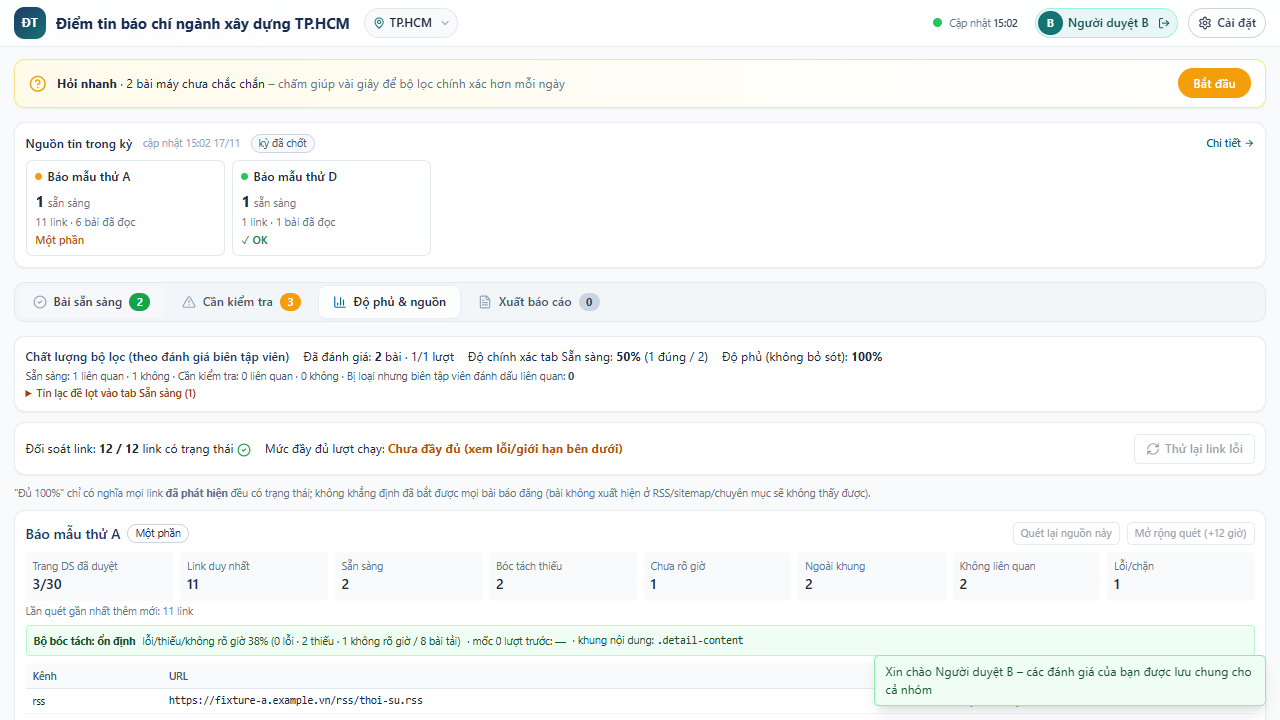 ĐT Điểm tin báo chí ngành xây dựng TP.HCM TP.HCM Cập nhật 15:02 B Người duyệt B Cài đặt
Hỏi nhanh · 2 bài máy chưa chắc chắn – chấm giúp vài giây để bộ lọc chính xác hơn mỗi ngày Bắt đầu
Nguồn tin trong kỳ cập nhật 15:02 17/11 kỳ đã chốt Chi tiết →
Báo mẫu thử A
1 sẵn sàng
11 link · 6 bài đã đọc
Một phần
Báo mẫu thử D
1 sẵn sàng
1 link · 1 bài đã đọc
✓ OK
Bài sẵn sàng 2 Cần kiểm tra 3 Độ phủ & nguồn Xuất báo cáo 0
Chất lượng bộ lọc (theo đánh giá biên tập viên) Đã đánh giá: 2 bài · 1/1 lượt Độ chính xác tab Sẵn sàng: 50% (1 đúng / 2) Độ phủ (không bỏ sót): 100%
Sẵn sàng: 1 liên quan · 1 không · Cần kiểm tra: 0 liên quan · 0 không · Bị loại nhưng biên tập viên đánh dấu liên quan: 0
▶ Tin lạc đề lọt vào tab Sẵn sàng (1)
Đối soát link: 12 / 12 link có trạng thái Mức đầy đủ lượt chạy: Chưa đầy đủ (xem lỗi/giới hạn bên dưới) Thử lại link lỗi
"Đủ 100%" chỉ có nghĩa mọi link đã phát hiện đều có trạng thái; không khẳng định đã bắt được mọi bài báo đăng (bài không xuất hiện ở RSS/sitemap/chuyên mục sẽ không thấy được).
Báo mẫu thử A Một phần Quét lại nguồn này Mở rộng quét (+12 giờ)
Trang DS đã duyệt Link duy nhất Sẵn sàng Bóc tách thiếu Chưa rõ giờ Ngoài khung Không liên quan Lỗi/chặn
3/30 11 2 2 1 2 2 1
Lần quét gần nhất thêm mới: 11 link
Bộ bóc tách: ổn định lỗi/thiếu/không rõ giờ 38% (0 lỗi · 2 thiếu · 1 không rõ giờ / 8 bài tải) · mốc 0 lượt trước: — · khung nội dung: .detail-content
Kênh URL
rss https://fixture-a.example.vn/rss/thoi-su.rss
Xin chào Người duyệt B – các đánh giá của bạn được lưu chung cho
cả nhóm